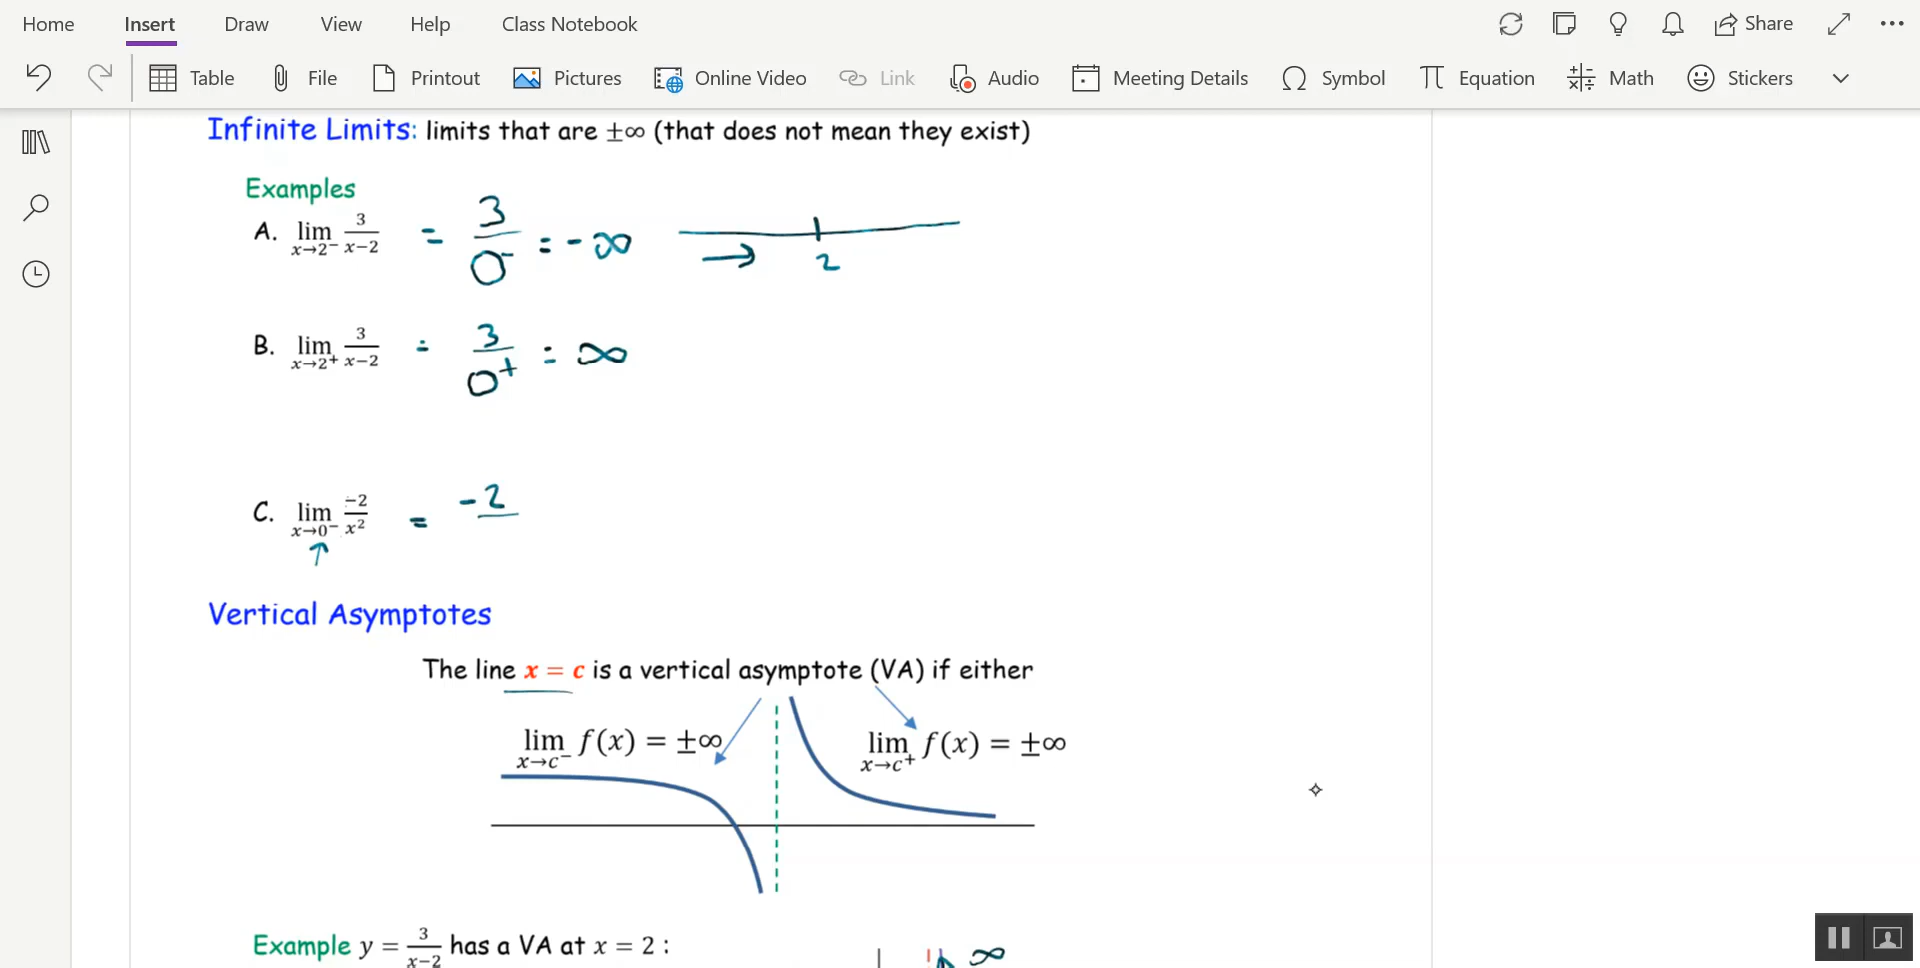 Home Insert Draw View Help Class Notebook Share
Table File Printout Pictures Online Video Link Audio Meeting Details Symbol Equation Math Stickers
Infinite Limits: limits that are ±∞ (that does not mean they exist)
Examples
A. lim x→2⁻ 3/(x−2) = 3/0⁻ = -∞
2
B. lim x→2⁺ 3/(x−2) = 3/0⁺ = ∞
C. lim x→0⁻ −2/x² = -2
Vertical Asymptotes
The line x = c is a vertical asymptote (VA) if either
lim x→c⁻ f(x) = ±∞ lim x→c⁺ f(x) = ±∞
Example y = 3/(x−2) has a VA at x = 2 :
∞